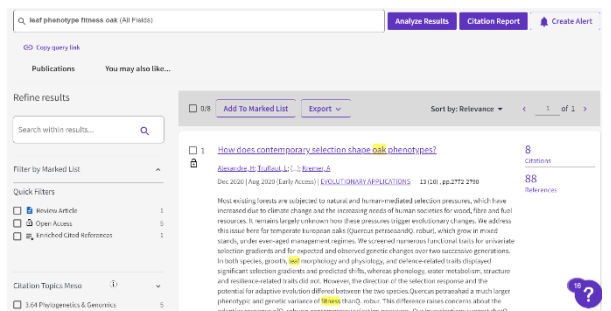 leaf phenotype fitness oak (All Fields)
Analyze Results
Citation Report
Create Alert
Copy query link
Publications
You may also like...
Refine results
Search within results...
Filter by Marked List
Quick Filters
Review Article 1
Open Access 5
Enriched Cited References 1
Citation Topics Meso
3.64 Phylogenetics & Genomics 5
0/8 Add To Marked List Export
Sort by: Relevance
1 of 1
1 How does contemporary selection shape oak phenotypes?
Alexandre, H; Truffaut, L; (...); Kremer, A
Dec 2020 | Aug 2020 (Early Access) | EVOLUTIONARY APPLICATIONS 13 (10), pp.2772-2790
Most existing forests are subjected to natural and human-mediated selection pressures, which have
increased due to climate change and the increasing needs of human societies for wood, fibre and fuel
resources. It remains largely unknown how these pressures trigger evolutionary changes. We address
this issue here for temperate European oaks (Quercus petraeaandQ. robur), which grow in mixed
stands, under even-aged management regimes. We screened numerous functional traits for univariate
selection gradients and for expected and observed genetic changes over two successive generations.
In both species, growth, leaf morphology and physiology, and defence-related traits displayed
significant selection gradients and predicted shifts, whereas phenology, water metabolism, structure
and resilience-related traits did not. However, the direction of the selection response and the
potential for adaptive evolution differed between the two species.Quercus petraeahad a much larger
phenotypic and genetic variance of fitness thanQ. robur. This difference raises concerns about the
8
Citations
88
References
16
?